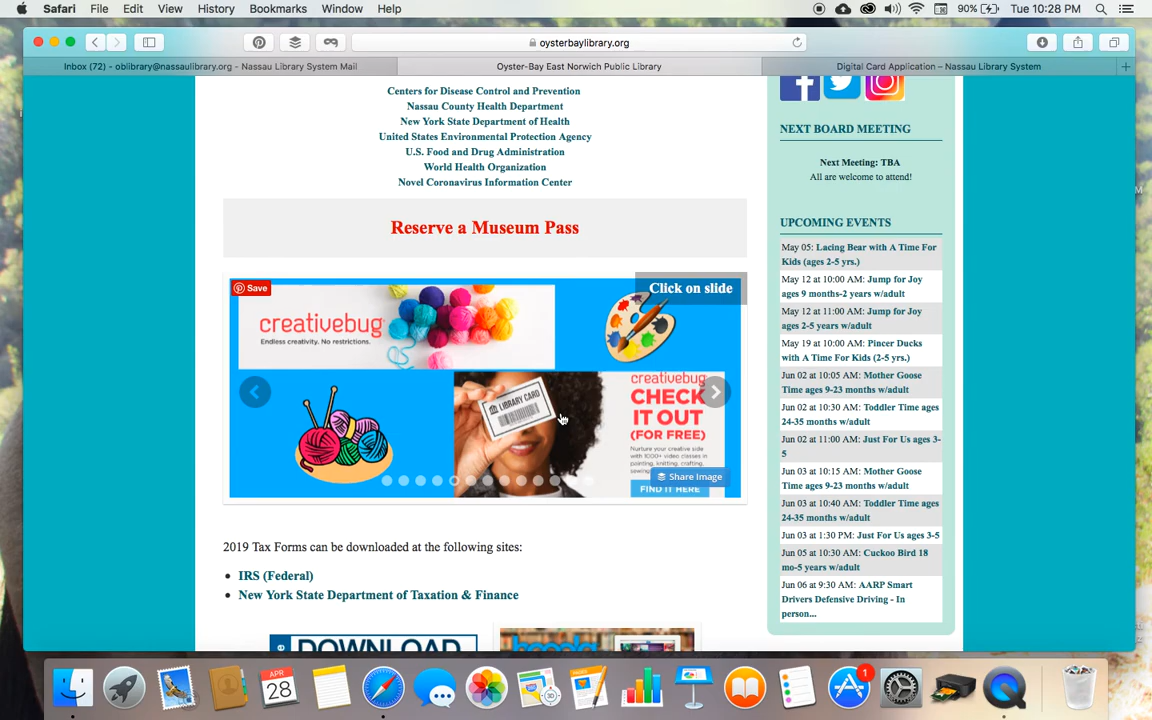 Safari File Edit View History Bookmarks Window Help
90% Tue 10:28 PM
oysterbaylibrary.org
Inbox (72) - oblibrary@nassaulibrary.org - Nassau Library System Mail
Oyster-Bay East Norwich Public Library
Digital Card Application – Nassau Library System
Centers for Disease Control and Prevention
Nassau County Health Department
New York State Department of Health
United States Environmental Protection Agency
U.S. Food and Drug Administration
World Health Organization
Novel Coronavirus Information Center
Reserve a Museum Pass
Save
Click on slide
creativebug
Endless creativity. No restrictions.
LIBRARY CARD
creativebug
CHECK
IT OUT
(FOR FREE)
Nurture your creative side
with 1000+ video classes in
painting, knitting, crafting,
Share Image
FIND IT HERE
2019 Tax Forms can be downloaded at the following sites:
IRS (Federal)
New York State Department of Taxation & Finance
DOWNLOAD
NEXT BOARD MEETING
Next Meeting: TBA
All are welcome to attend!
UPCOMING EVENTS
May 05: Lacing Bear with A Time For
Kids (ages 2-5 yrs.)
May 12 at 10:00 AM: Jump for Joy
ages 9 months-2 years w/adult
May 12 at 11:00 AM: Jump for Joy
ages 2-5 years w/adult
May 19 at 10:00 AM: Pincer Ducks
with A Time For Kids (2-5 yrs.)
Jun 02 at 10:05 AM: Mother Goose
Time ages 9-23 months w/adult
Jun 02 at 10:30 AM: Toddler Time ages
24-35 months w/adult
Jun 02 at 11:00 AM: Just For Us ages 3-
5
Jun 03 at 10:15 AM: Mother Goose
Time ages 9-23 months w/adult
Jun 03 at 10:40 AM: Toddler Time ages
24-35 months w/adult
Jun 03 at 1:30 PM: Just For Us ages 3-5
Jun 05 at 10:30 AM: Cuckoo Bird 18
mo-5 years w/adult
Jun 06 at 9:30 AM: AARP Smart
Drivers Defensive Driving - In
person...
APR
28
1